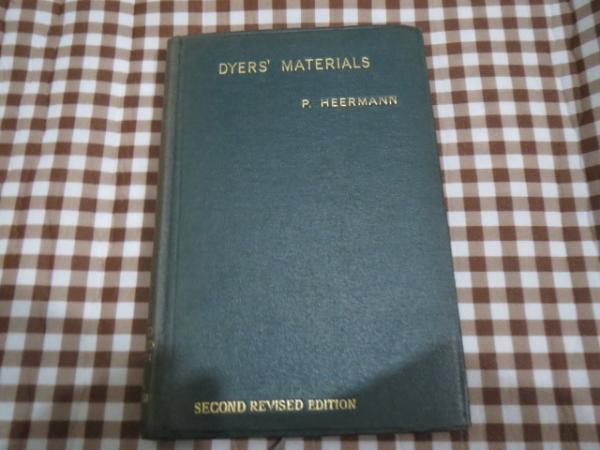 DYERS' MATERIALS
P. HEERMANN
SECOND REVISED EDITION